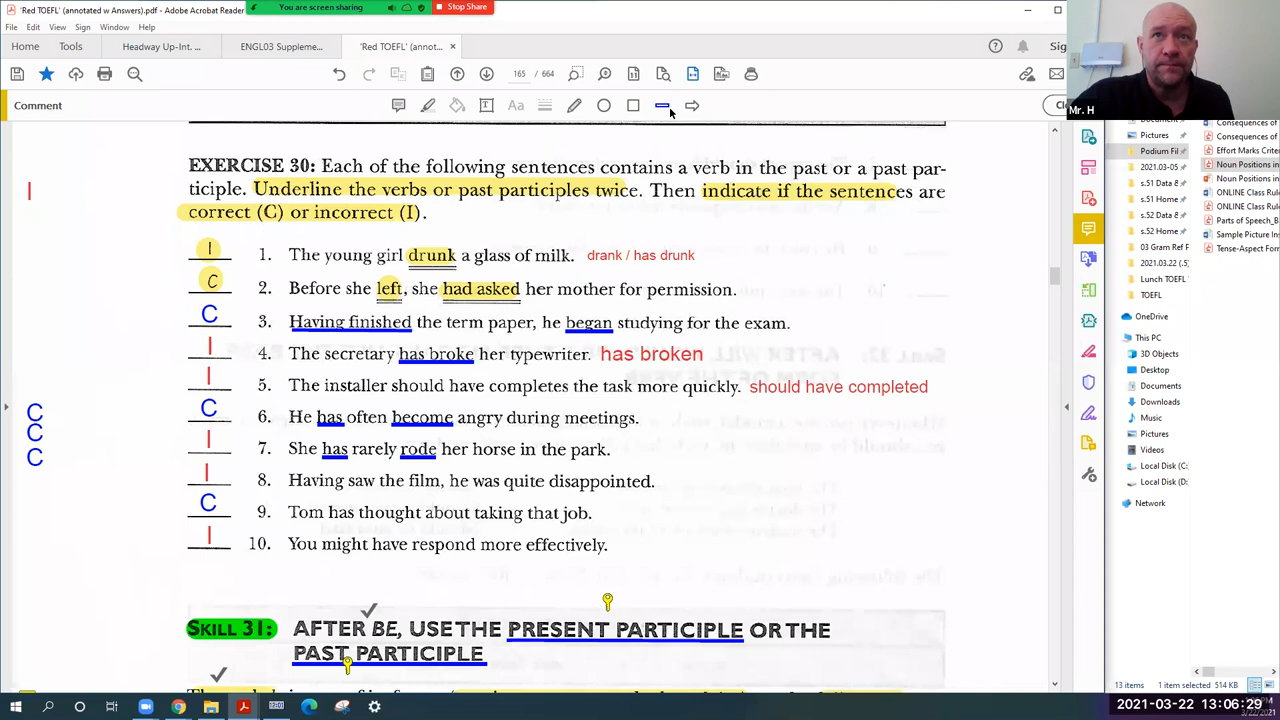 'Red TOEFL' (annotated w Answers).pdf - Adobe Acrobat Reader
You are screen sharing
Stop Share
File Edit View Sign Window Help
Home Tools Headway Up-Int. ... ENGL03 Suppleme... 'Red TOEFL' (annot... × Sig
165 / 664
Comment
Aa
Cl
Mr. H
EXERCISE 30: Each of the following sentences contains a verb in the past or a past par-
ticiple. Underline the verbs or past participles twice. Then indicate if the sentences are
correct (C) or incorrect (I).
I 1. The young girl drunk a glass of milk. drank / has drunk
C 2. Before she left, she had asked her mother for permission.
C 3. Having finished the term paper, he began studying for the exam.
I 4. The secretary has broke her typewriter. has broken
I 5. The installer should have completes the task more quickly. should have completed
C 6. He has often become angry during meetings.
I 7. She has rarely rode her horse in the park.
I 8. Having saw the film, he was quite disappointed.
C 9. Tom has thought about taking that job.
I 10. You might have respond more effectively.
I
C
C
C
SKILL 31: AFTER BE, USE THE PRESENT PARTICIPLE OR THE
PAST PARTICIPLE
Pictures
Podium Fil
2021.03-05
s.51 Data &
s.51 Home
s.52 Data &
s.52 Home
03 Gram Ref
2021.03.22 (.5)
Lunch TOEFL
TOEFL
OneDrive
This PC
3D Objects
Desktop
Documents
Downloads
Music
Pictures
Videos
Local Disk (C:
Local Disk (D:
Network
Consequences of
Consequences of
Effort Marks Criter
Noun Positions in
Noun Positions in
ONLINE Class Rule
ONLINE Class Rule
Parts of Speech_B
Sample Picture Ins
Tense-Aspect For
13 items 1 item selected 514 KB
2021-03-22 13:06:29